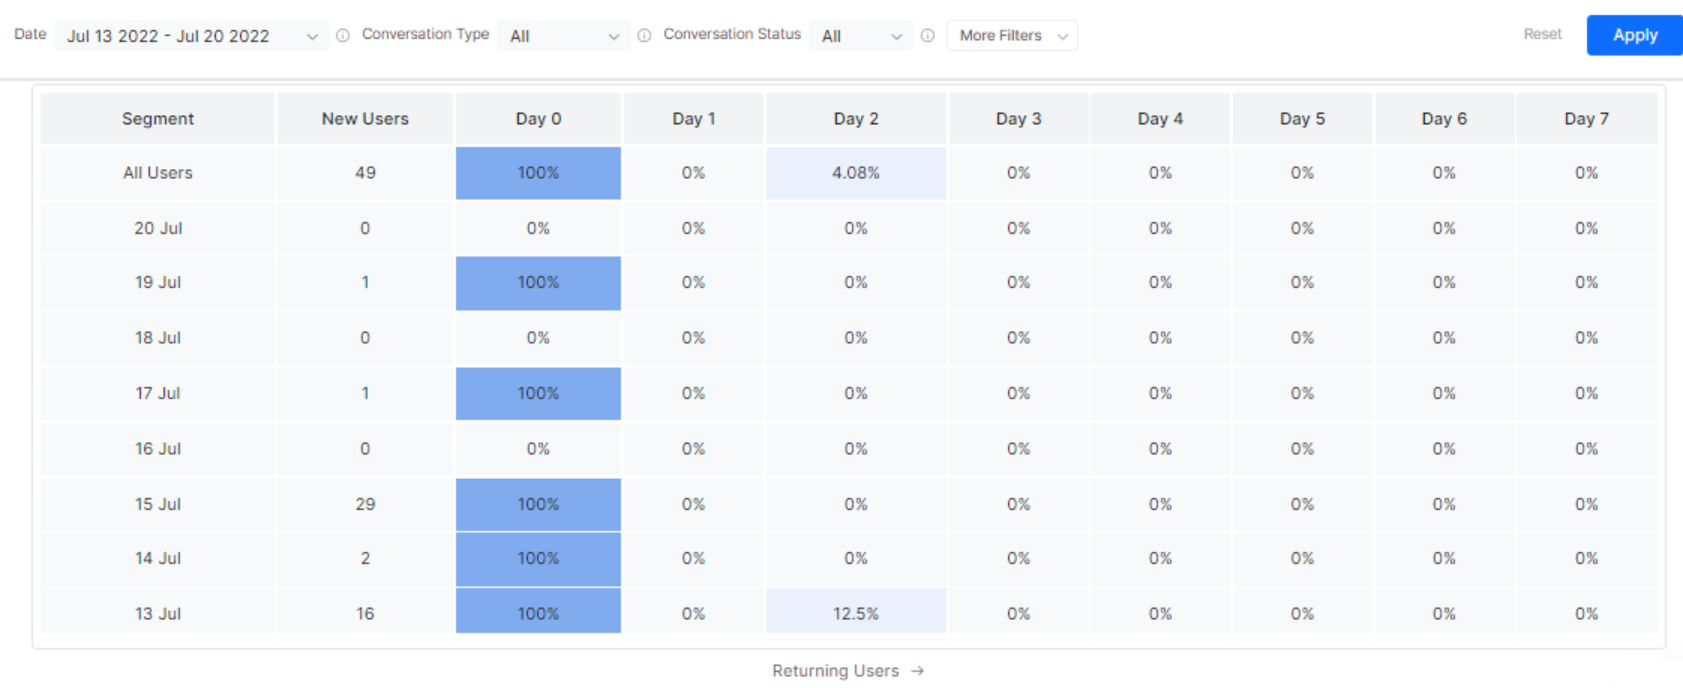 Date Jul 13 2022 - Jul 20 2022 Conversation Type All Conversation Status All More Filters Reset Apply
Segment New Users Day 0 Day 1 Day 2 Day 3 Day 4 Day 5 Day 6 Day 7
All Users 49 100% 0% 4.08% 0% 0% 0% 0% 0%
20 Jul 0 0% 0% 0% 0% 0% 0% 0% 0%
19 Jul 1 100% 0% 0% 0% 0% 0% 0% 0%
18 Jul 0 0% 0% 0% 0% 0% 0% 0% 0%
17 Jul 1 100% 0% 0% 0% 0% 0% 0% 0%
16 Jul 0 0% 0% 0% 0% 0% 0% 0% 0%
15 Jul 29 100% 0% 0% 0% 0% 0% 0% 0%
14 Jul 2 100% 0% 0% 0% 0% 0% 0% 0%
13 Jul 16 100% 0% 12.5% 0% 0% 0% 0% 0%
Returning Users →